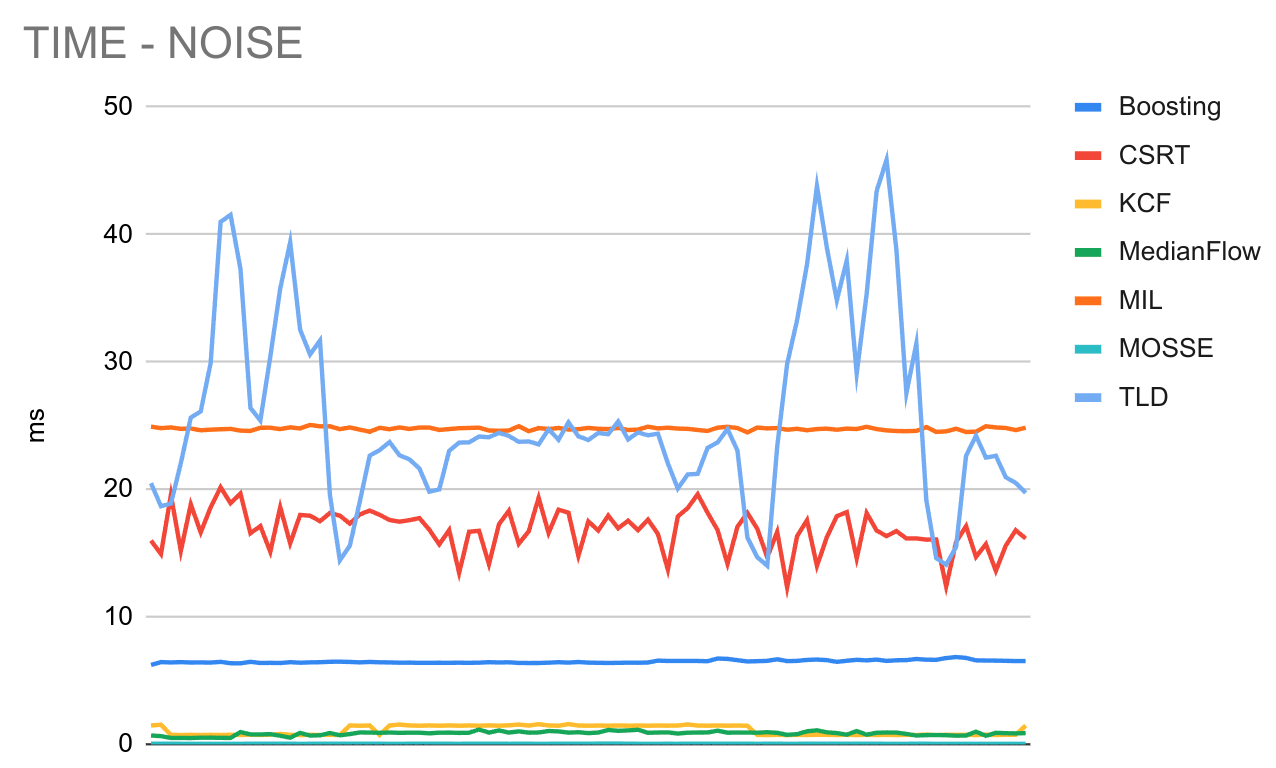 TIME - NOISE
50
40
30
20
10
0
ms
Boosting
CSRT
KCF
MedianFlow
MIL
MOSSE
TLD